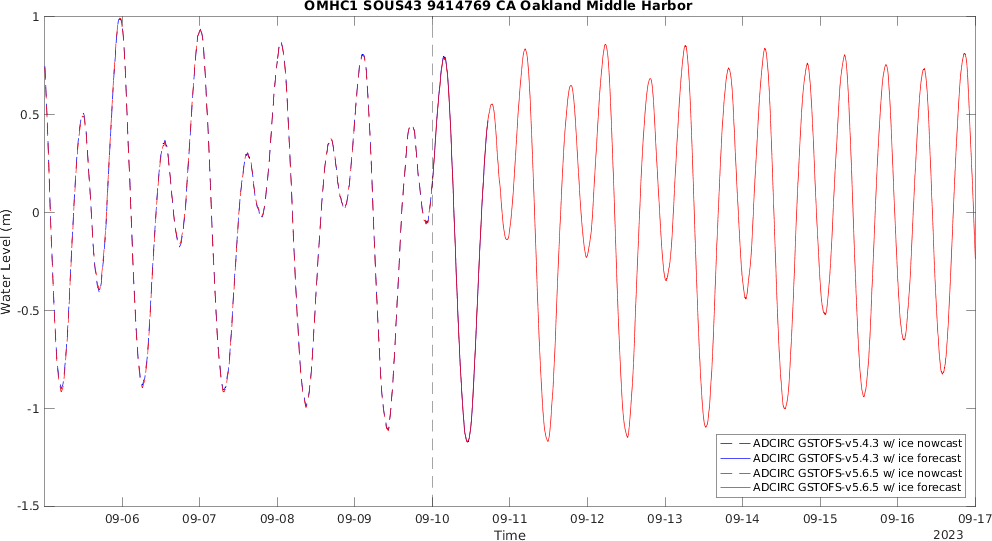 OMHC1 SOUS43 9414769 CA Oakland Middle Harbor
1
0.5
0
-0.5
-1
-1.5
Water Level (m)
09-06 09-07 09-08 09-09 09-10 09-11 09-12 09-13 09-14 09-15 09-16 09-17
Time
2023
ADCIRC GSTOFS-v5.4.3 w/ ice nowcast
ADCIRC GSTOFS-v5.4.3 w/ ice forecast
ADCIRC GSTOFS-v5.6.5 w/ ice nowcast
ADCIRC GSTOFS-v5.6.5 w/ ice forecast